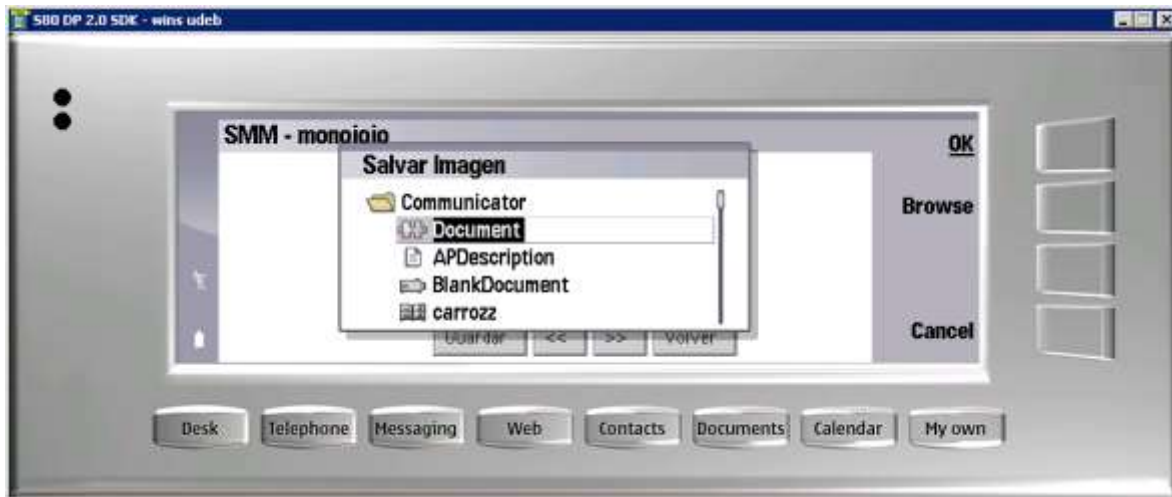 S80 DP 2.0 SDK - wins udeb
SMM - monoioio
OK
Salvar Imagen
Communicator
Browse
Document
APDescription
BlankDocument
carrozz
Guardar << >> Volver
Cancel
Desk Telephone Messaging Web Contacts Documents Calendar My own